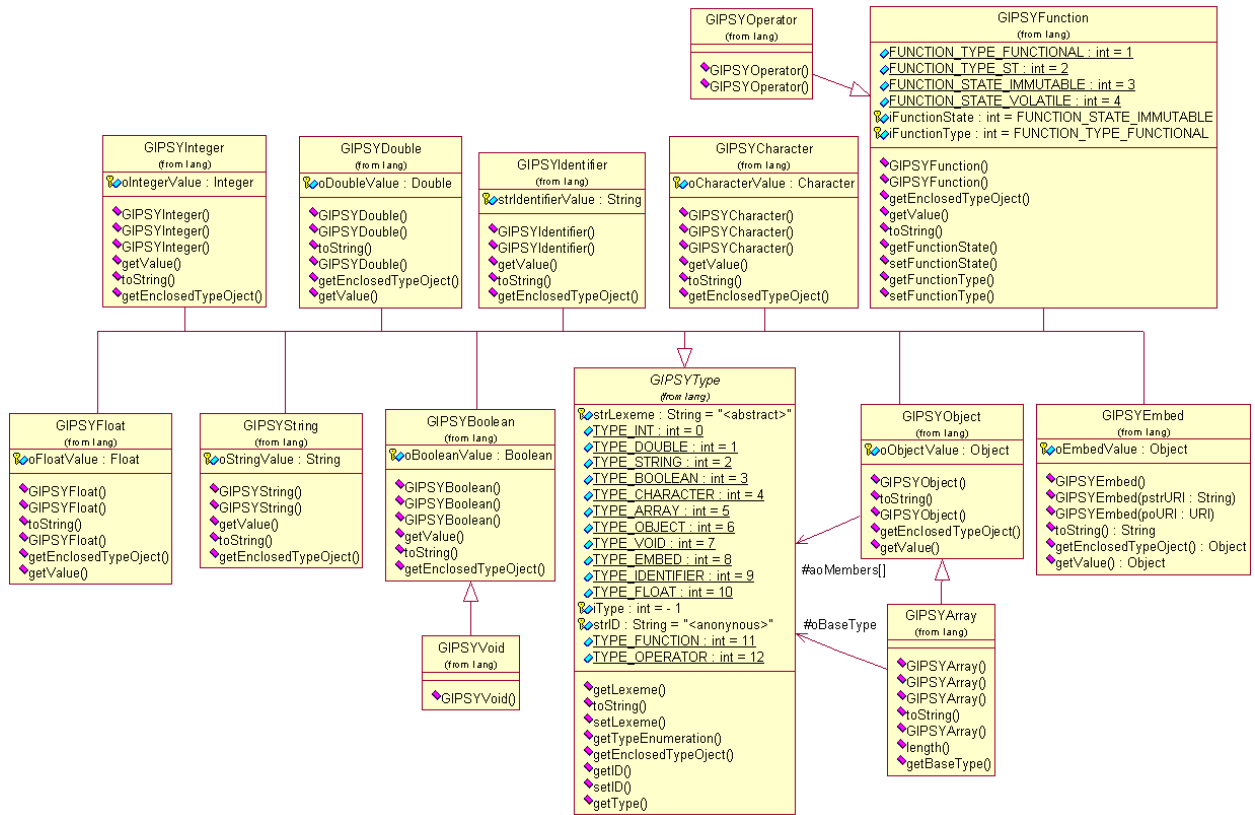 GIPSYOperator
(from lang)
GIPSYOperator()
GIPSYOperator()
GIPSYFunction
(from lang)
FUNCTION_TYPE_FUNCTIONAL : int = 1
FUNCTION_TYPE_ST : int = 2
FUNCTION_STATE_IMMUTABLE : int = 3
FUNCTION_STATE_VOLATILE : int = 4
iFunctionState : int = FUNCTION_STATE_IMMUTABLE
iFunctionType : int = FUNCTION_TYPE_FUNCTIONAL
GIPSYFunction()
GIPSYFunction()
getEnclosedTypeOject()
getValue()
toString()
getFunctionState()
setFunctionState()
getFunctionType()
setFunctionType()
GIPSYInteger
(from lang)
oIntegerValue : Integer
GIPSYInteger()
GIPSYInteger()
GIPSYInteger()
getValue()
toString()
getEnclosedTypeOject()
GIPSYDouble
(from lang)
oDoubleValue : Double
GIPSYDouble()
GIPSYDouble()
toString()
GIPSYDouble()
getEnclosedTypeOject()
getValue()
GIPSYIdentifier
(from lang)
strIdentifierValue : String
GIPSYIdentifier()
GIPSYIdentifier()
getValue()
toString()
getEnclosedTypeOject()
GIPSYCharacter
(from lang)
oCharacterValue : Character
GIPSYCharacter()
GIPSYCharacter()
GIPSYCharacter()
getValue()
toString()
getEnclosedTypeOject()
GIPSYFloat
(from lang)
oFloatValue : Float
GIPSYFloat()
GIPSYFloat()
toString()
GIPSYFloat()
getEnclosedTypeOject()
getValue()
GIPSYString
(from lang)
oStringValue : String
GIPSYString()
GIPSYString()
getValue()
toString()
getEnclosedTypeOject()
GIPSYBoolean
(from lang)
oBooleanValue : Boolean
GIPSYBoolean()
GIPSYBoolean()
GIPSYBoolean()
getValue()
toString()
getEnclosedTypeOject()
GIPSYVoid
(from lang)
GIPSYVoid()
GIPSYType
(from lang)
strLexeme : String = "<abstract>"
TYPE_INT : int = 0
TYPE_DOUBLE : int = 1
TYPE_STRING : int = 2
TYPE_BOOLEAN : int = 3
TYPE_CHARACTER : int = 4
TYPE_ARRAY : int = 5
TYPE_OBJECT : int = 6
TYPE_VOID : int = 7
TYPE_EMBED : int = 8
TYPE_IDENTIFIER : int = 9
TYPE_FLOAT : int = 10
iType : int = - 1
strID : String = "<anonynous>"
TYPE_FUNCTION : int = 11
TYPE_OPERATOR : int = 12
getLexeme()
toString()
setLexeme()
getTypeEnumeration()
getEnclosedTypeOject()
getID()
setID()
getType()
GIPSYObject
(from lang)
oObjectValue : Object
GIPSYObject()
toString()
GIPSYObject()
getEnclosedTypeOject()
getValue()
#aoMembers[]
#oBaseType
GIPSYArray
(from lang)
GIPSYArray()
GIPSYArray()
GIPSYArray()
toString()
GIPSYArray()
length()
getBaseType()
GIPSYEmbed
(from lang)
oEmbedValue : Object
GIPSYEmbed()
GIPSYEmbed(pstrURI : String)
GIPSYEmbed(poURI : URI)
toString() : String
getEnclosedTypeOject() : Object
getValue() : Object